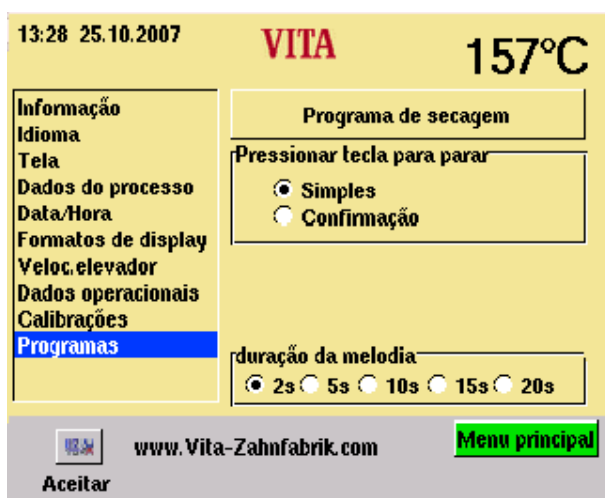 13:28 25.10.2007
VITA
157°C
Informação
Idioma
Tela
Dados do processo
Data/Hora
Formatos de display
Veloc.elevador
Dados operacionais
Calibrações
Programas
Programa de secagem
Pressionar tecla para parar
Simples
Confirmação
duração da melodia
2s 5s 10s 15s 20s
Aceitar
www.Vita-Zahnfabrik.com
Menu principal